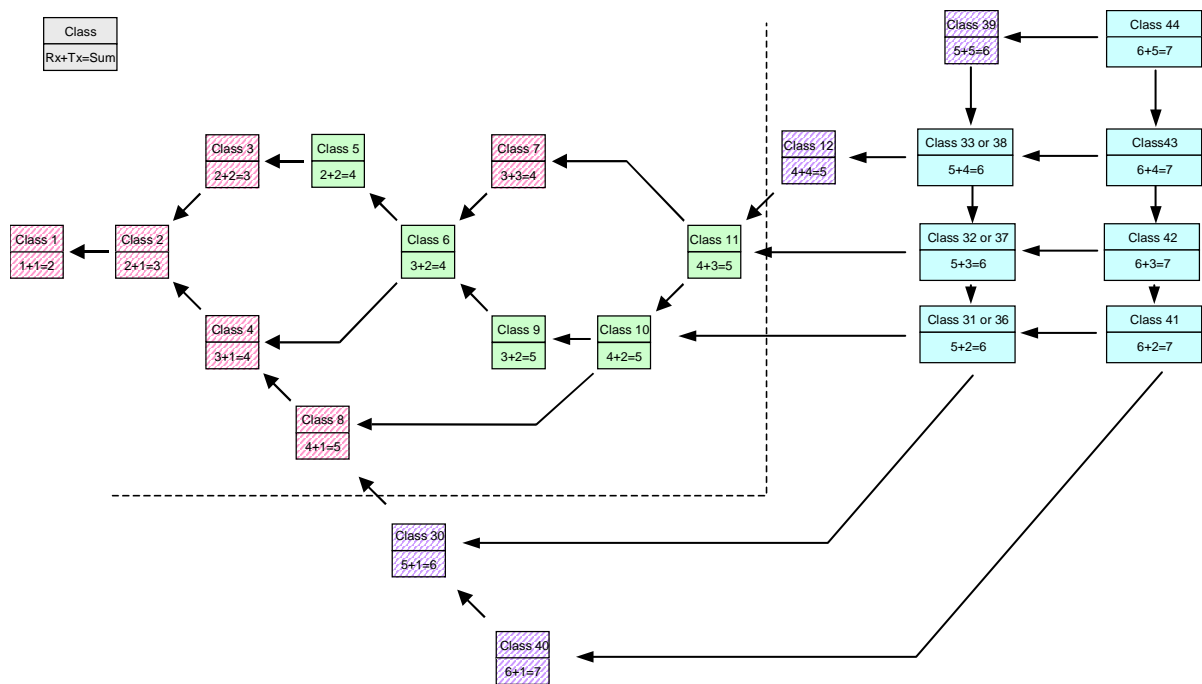 Class
Rx+Tx=Sum
Class 39
5+5=6
Class 44
6+5=7
Class 3
2+2=3
Class 5
2+2=4
Class 7
3+3=4
Class 12
4+4=5
Class 33 or 38
5+4=6
Class43
6+4=7
Class 1
1+1=2
Class 2
2+1=3
Class 6
3+2=4
Class 11
4+3=5
Class 32 or 37
5+3=6
Class 42
6+3=7
Class 4
3+1=4
Class 9
3+2=5
Class 10
4+2=5
Class 31 or 36
5+2=6
Class 41
6+2=7
Class 8
4+1=5
Class 30
5+1=6
Class 40
6+1=7